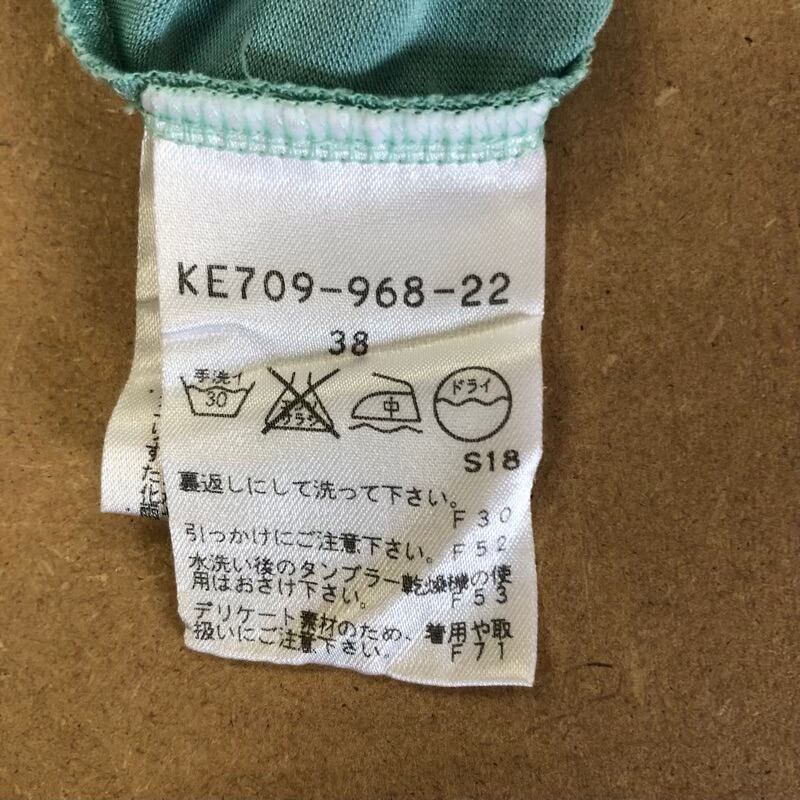 KE709-968-22
38
手洗イ
30
中
ドライ
S18
裏返しにして洗って下さい。
F30
引っかけにご注意下さい。
F52
水洗い後のタンブラー乾燥機の使
用はおさけ下さい。
F53
デリケート素材のため、着用や取
扱いにご注意下さい。
F71